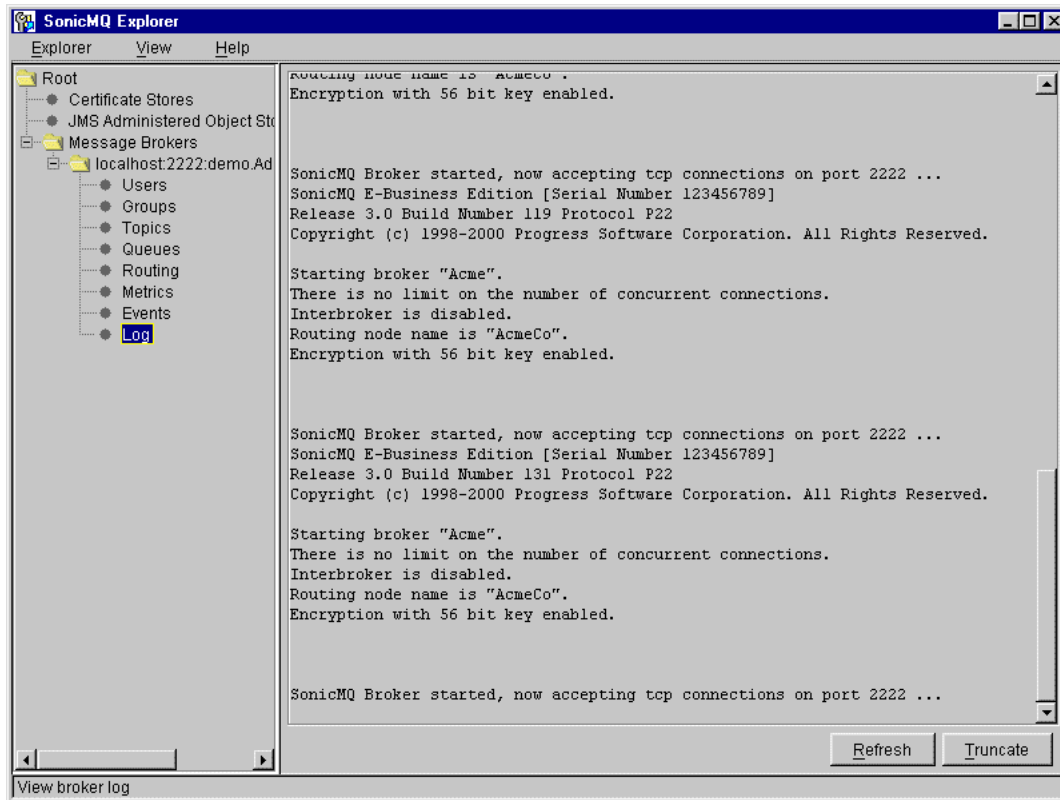 SonicMQ Explorer
Explorer View Help
Root
Certificate Stores
JMS Administered Object Sto
Message Brokers
localhost:2222:demo.Ad
Users
Groups
Topics
Queues
Routing
Metrics
Events
Log
Routing node name is "AcmeCo".
Encryption with 56 bit key enabled.
SonicMQ Broker started, now accepting tcp connections on port 2222 ...
SonicMQ E-Business Edition [Serial Number 123456789]
Release 3.0 Build Number 119 Protocol P22
Copyright (c) 1998-2000 Progress Software Corporation. All Rights Reserved.
Starting broker "Acme".
There is no limit on the number of concurrent connections.
Interbroker is disabled.
Routing node name is "AcmeCo".
Encryption with 56 bit key enabled.
SonicMQ Broker started, now accepting tcp connections on port 2222 ...
SonicMQ E-Business Edition [Serial Number 123456789]
Release 3.0 Build Number 131 Protocol P22
Copyright (c) 1998-2000 Progress Software Corporation. All Rights Reserved.
Starting broker "Acme".
There is no limit on the number of concurrent connections.
Interbroker is disabled.
Routing node name is "AcmeCo".
Encryption with 56 bit key enabled.
SonicMQ Broker started, now accepting tcp connections on port 2222 ...
Refresh Truncate
View broker log